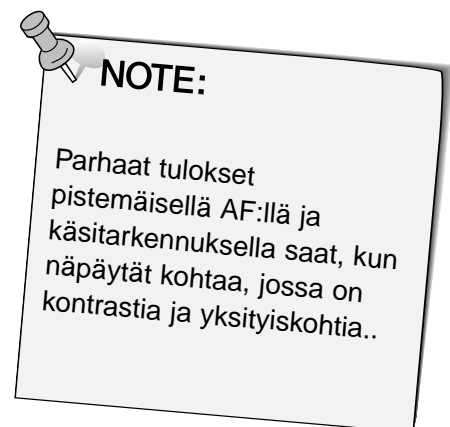 NOTE:
Parhaat tulokset
pistemäisellä AF:llä ja
käsitarkennuksella saat, kun
näpäytät kohtaa, jossa on
kontrastia ja yksityiskohtia..